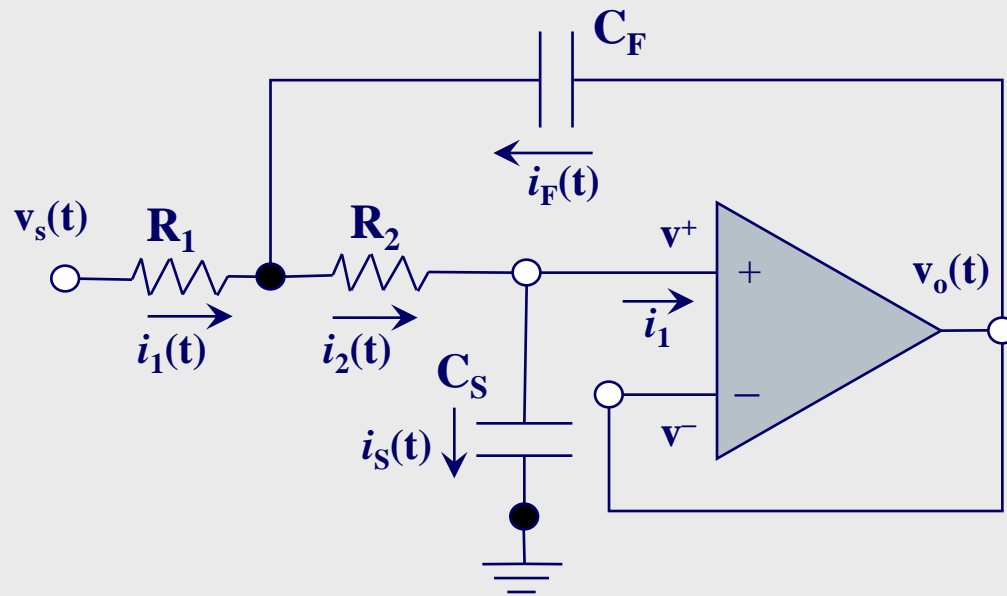 C_F
i_F(t)
v_s(t)
R_1
R_2
v^+
+
v_o(t)
i_1(t)
i_2(t)
i_1
C_S
−
v^−
i_S(t)